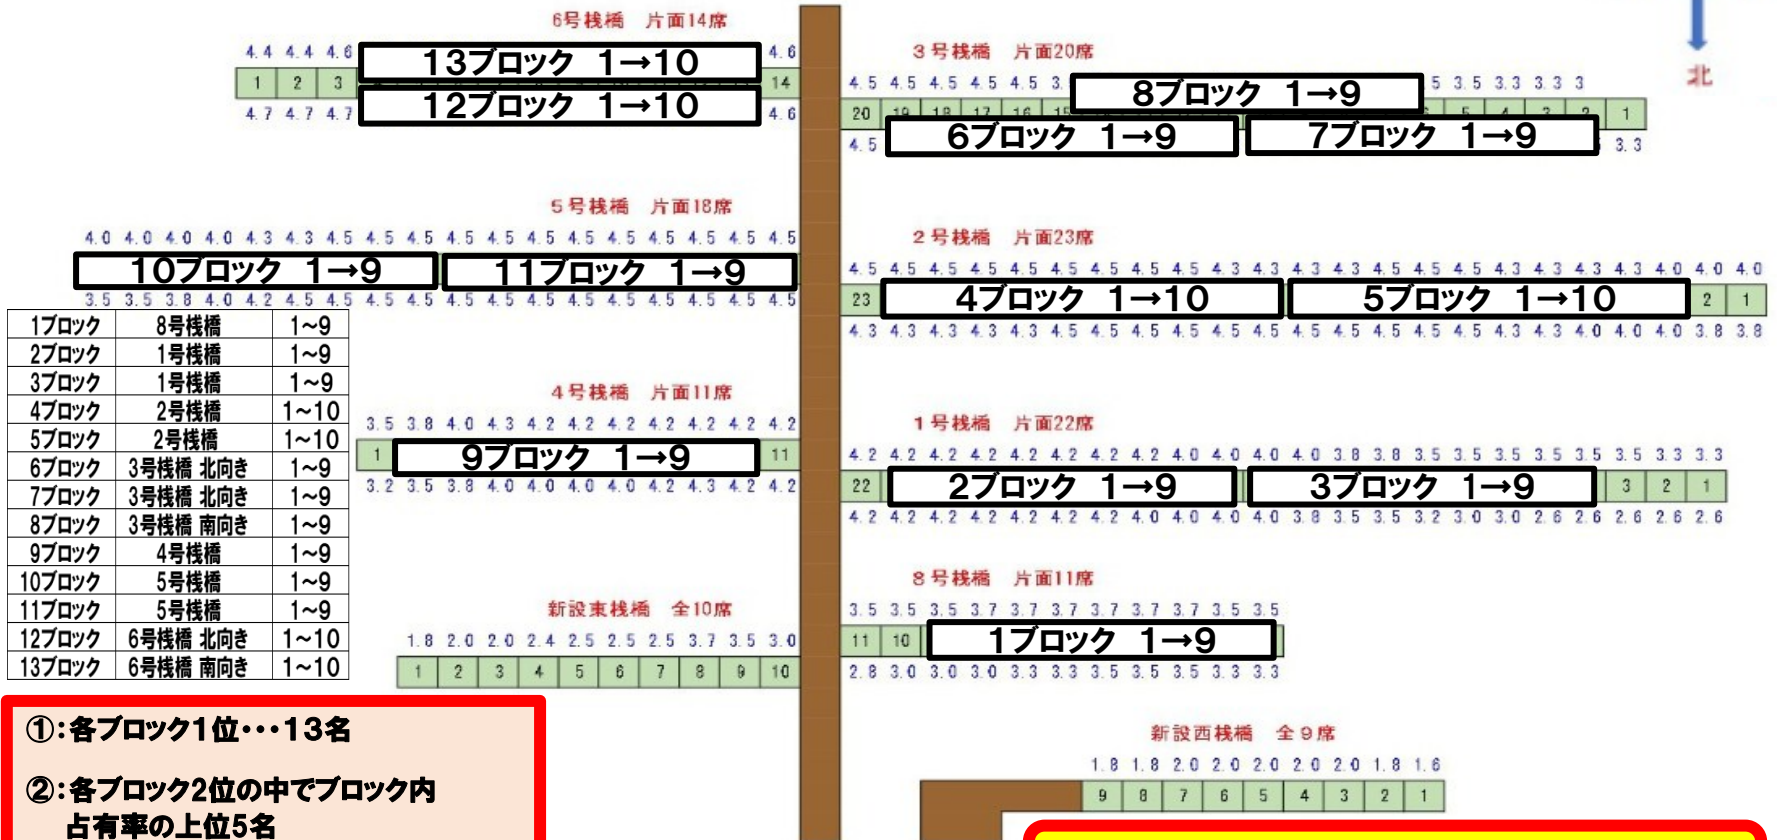 6号桟橋 片面14席
4.4 4.4 4.6
13ブロック 1→10
4.6
1 2 3
14
4.7 4.7 4.7
12ブロック 1→10
4.6
3号桟橋 片面20席
北
4.5 4.5 4.5 4.5 4.5 3.
8ブロック 1→9
5 3.5 3.3 3.3 3
20 19 18 17 16 15
5 4 3 2 1
4.5
6ブロック 1→9
7ブロック 1→9
3.3
5号桟橋 片面18席
4.0 4.0 4.0 4.0 4.3 4.3 4.5 4.5 4.5 4.5 4.5 4.5 4.5 4.5 4.5 4.5 4.5 4.5
10ブロック 1→9
11ブロック 1→9
3.5 3.5 3.8 4.0 4.2 4.5 4.5 4.5 4.5 4.5 4.5 4.5 4.5 4.5 4.5 4.5 4.5 4.5
2号桟橋 片面23席
4.5 4.5 4.5 4.5 4.5 4.5 4.5 4.5 4.5 4.3 4.3 4.3 4.3 4.5 4.5 4.5 4.3 4.3 4.3 4.3 4.0 4.0 4.0
23
4ブロック 1→10
5ブロック 1→10
2 1
4.3 4.3 4.3 4.3 4.3 4.5 4.5 4.5 4.5 4.5 4.5 4.5 4.5 4.5 4.5 4.5 4.3 4.3 4.0 4.0 4.0 3.8 3.8
1ブロック 8号桟橋 1~9
2ブロック 1号桟橋 1~9
3ブロック 1号桟橋 1~9
4ブロック 2号桟橋 1~10
5ブロック 2号桟橋 1~10
6ブロック 3号桟橋 北向き 1~9
7ブロック 3号桟橋 北向き 1~9
8ブロック 3号桟橋 南向き 1~9
9ブロック 4号桟橋 1~9
10ブロック 5号桟橋 1~9
11ブロック 5号桟橋 1~9
12ブロック 6号桟橋 北向き 1~10
13ブロック 6号桟橋 南向き 1~10
4号桟橋 片面11席
3.5 3.8 4.0 4.3 4.2 4.2 4.2 4.2 4.2 4.2 4.2
1
9ブロック 1→9
11
3.2 3.5 3.8 4.0 4.0 4.0 4.0 4.2 4.3 4.2 4.2
1号桟橋 片面22席
4.2 4.2 4.2 4.2 4.2 4.2 4.2 4.2 4.0 4.0 4.0 4.0 3.8 3.8 3.5 3.5 3.5 3.5 3.5 3.5 3.3 3.3
22
2ブロック 1→9
3ブロック 1→9
3 2 1
4.2 4.2 4.2 4.2 4.2 4.2 4.2 4.0 4.0 4.0 4.0 3.8 3.5 3.5 3.2 3.0 3.0 2.6 2.6 2.6 2.6 2.6
新設東桟橋 全10席
1.8 2.0 2.0 2.4 2.5 2.5 2.5 3.7 3.5 3.0
1 2 3 4 5 6 7 8 9 10
8号桟橋 片面11席
3.5 3.5 3.5 3.7 3.7 3.7 3.7 3.7 3.7 3.5 3.5
11 10
1ブロック 1→9
2.8 3.0 3.0 3.0 3.3 3.3 3.5 3.5 3.5 3.3 3.3
①:各ブロック1位・・・13名
②:各ブロック2位の中でブロック内
占有率の上位5名
新設西桟橋 全9席
1.8 1.8 2.0 2.0 2.0 2.0 2.0 1.8 1.6
9 8 7 6 5 4 3 2 1